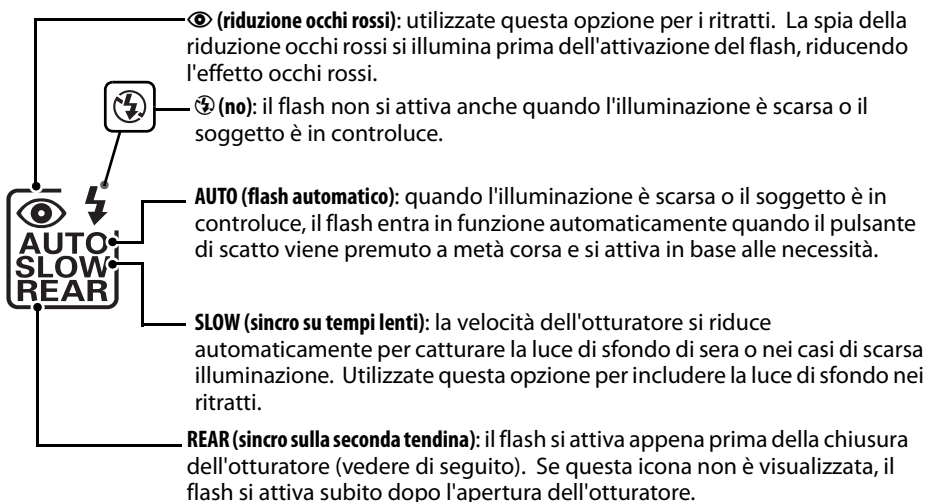 (riduzione occhi rossi): utilizzate questa opzione per i ritratti. La spia della
riduzione occhi rossi si illumina prima dell'attivazione del flash, riducendo
l'effetto occhi rossi.
(no): il flash non si attiva anche quando l'illuminazione è scarsa o il
soggetto è in controluce.
AUTO
SLOW
REAR
AUTO (flash automatico): quando l'illuminazione è scarsa o il soggetto è in
controluce, il flash entra in funzione automaticamente quando il pulsante
di scatto viene premuto a metà corsa e si attiva in base alle necessità.
SLOW (sincro su tempi lenti): la velocità dell'otturatore si riduce
automaticamente per catturare la luce di sfondo di sera o nei casi di scarsa
illuminazione. Utilizzate questa opzione per includere la luce di sfondo nei
ritratti.
REAR (sincro sulla seconda tendina): il flash si attiva appena prima della chiusura
dell'otturatore (vedere di seguito). Se questa icona non è visualizzata, il
flash si attiva subito dopo l'apertura dell'otturatore.